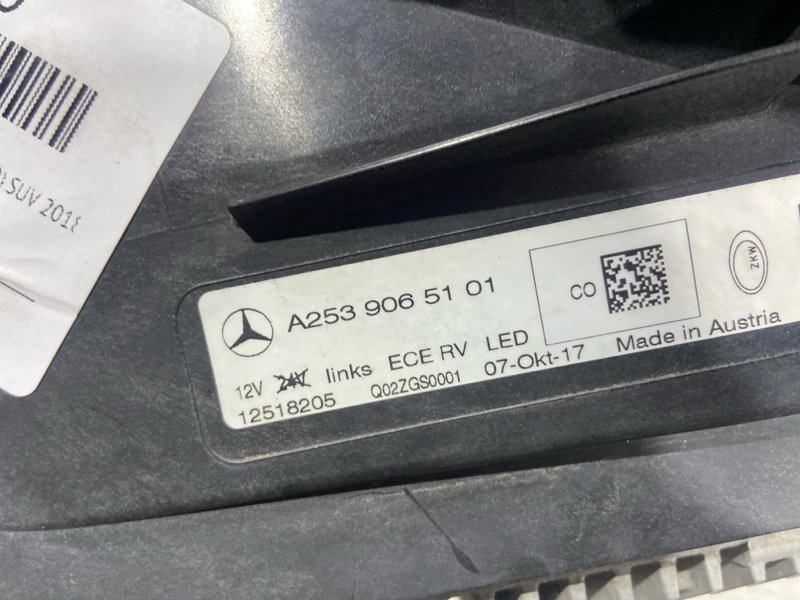 SUV 2018
A253 906 51 01
CO
ZKW
12V 24V links ECE RV LED
12518205 Q02ZGS0001 07-Okt-17 Made in Austria